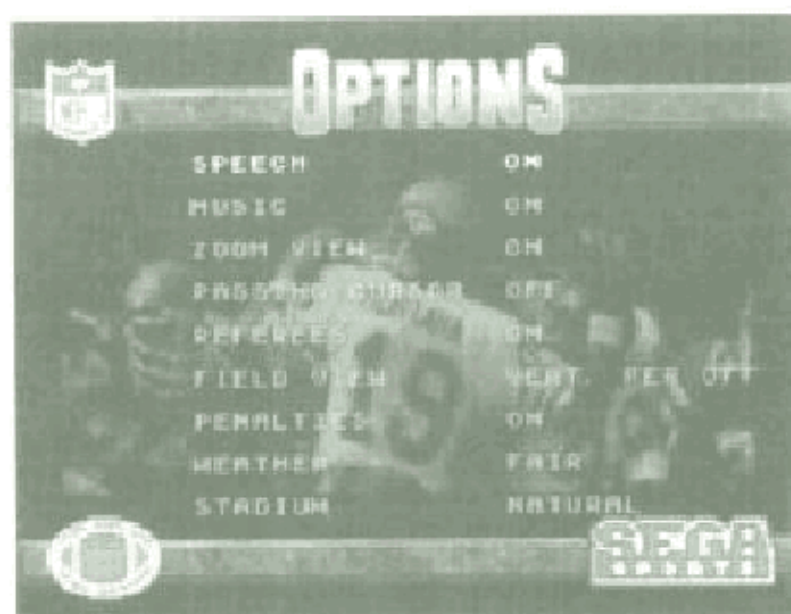 OPTIONS
SPEECH ON
MUSIC ON
ZOOM VIEW ON
PASSING CURSOR OFF
REFEREES ON
FIELD VIEW VERT. PER OFF
PENALTIES ON
WEATHER FAIR
STADIUM NATURAL
SEGA
SPORTS
19